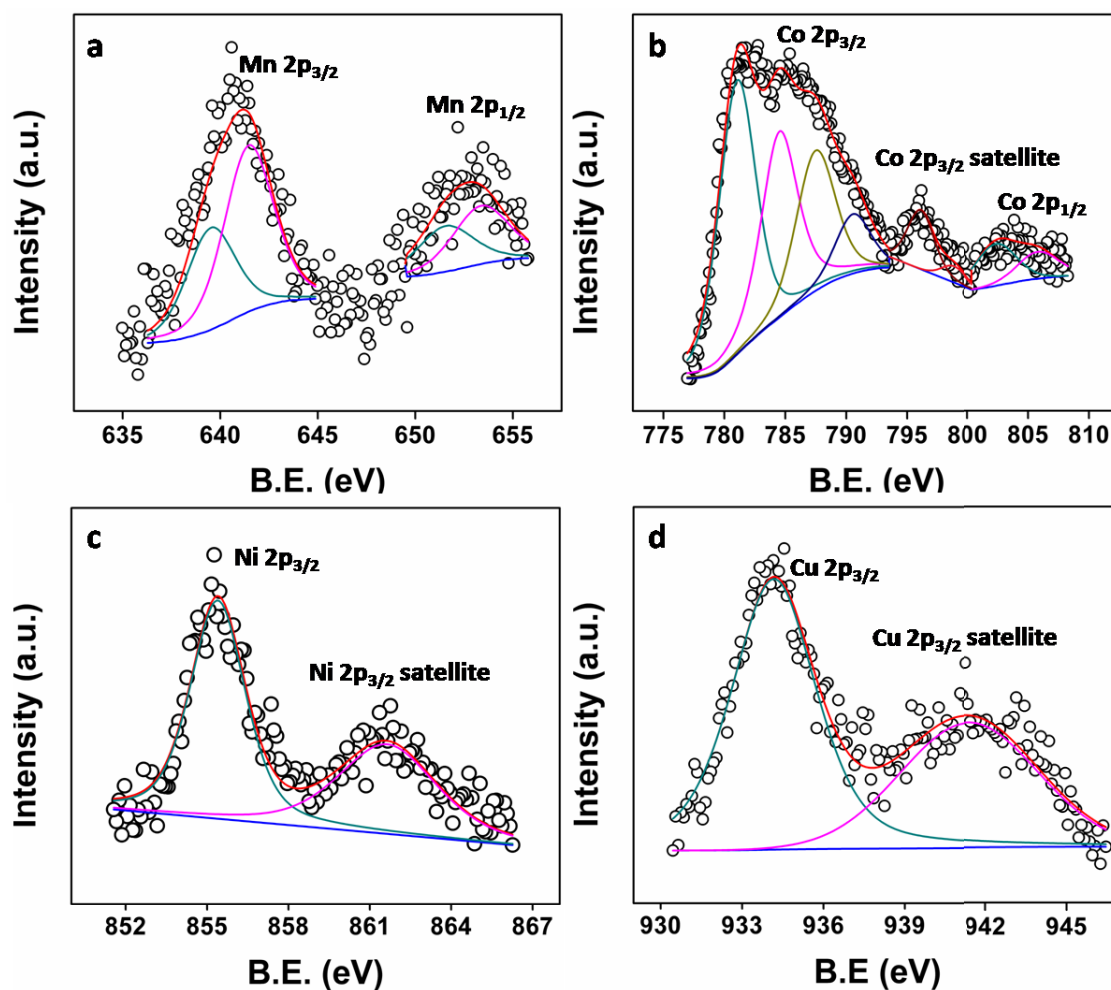 a
Mn 2p3/2
Mn 2p1/2
Intensity (a.u.)
635 640 645 650 655
B.E. (eV)
b
Co 2p3/2
Co 2p3/2 satellite
Co 2p1/2
Intensity (a.u.)
775 780 785 790 795 800 805 810
B.E. (eV)
c
Ni 2p3/2
Ni 2p3/2 satellite
Intensity (a.u.)
852 855 858 861 864 867
B.E. (eV)
d
Cu 2p3/2
Cu 2p3/2 satellite
Intensity (a.u.)
930 933 936 939 942 945
B.E (eV)